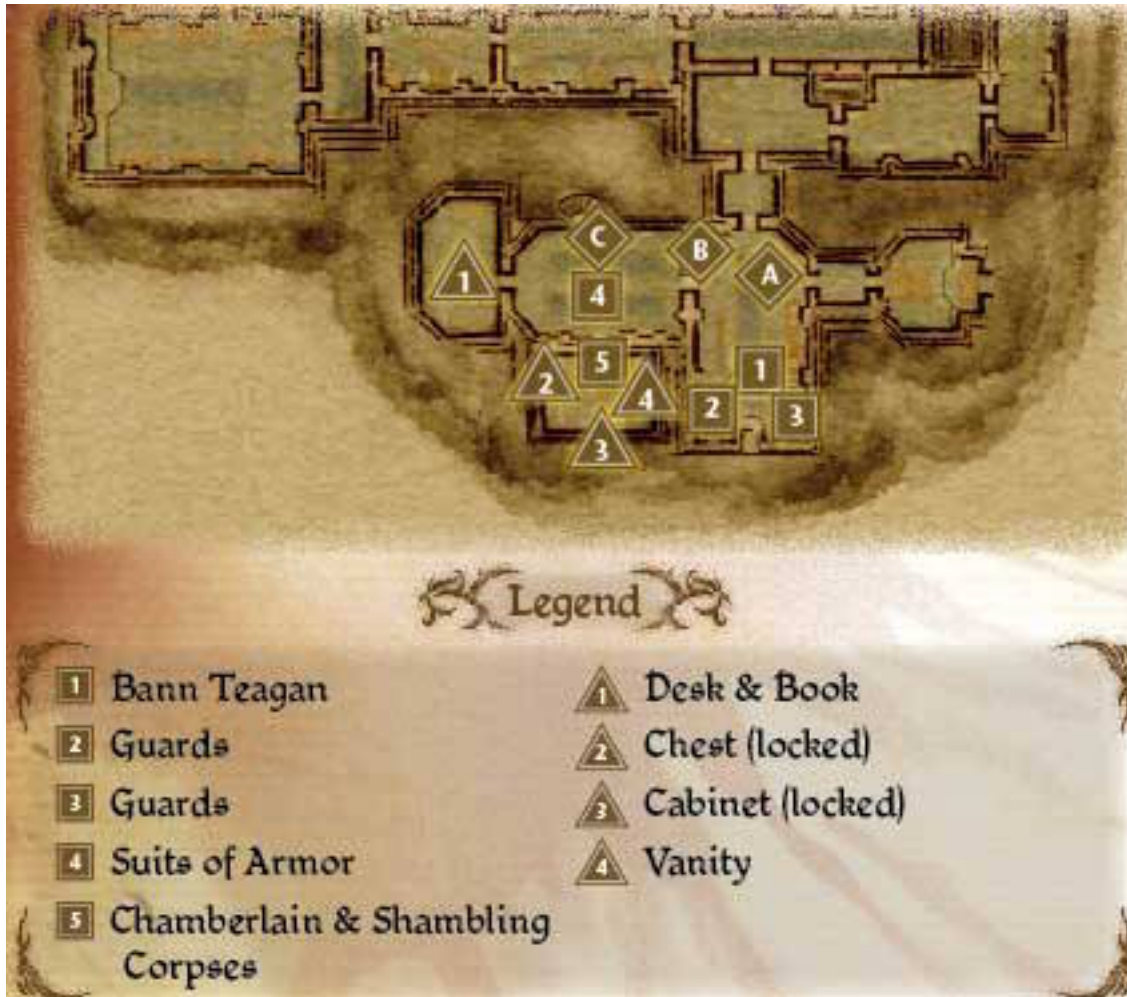 C
B
A
1
4
5
1
2
4
2
3
3
Legend
1 Bann Teagan
2 Guards
3 Guards
4 Suits of Armor
5 Chamberlain & Shambling
Corpses
1 Desk & Book
2 Chest (locked)
3 Cabinet (locked)
4 Vanity